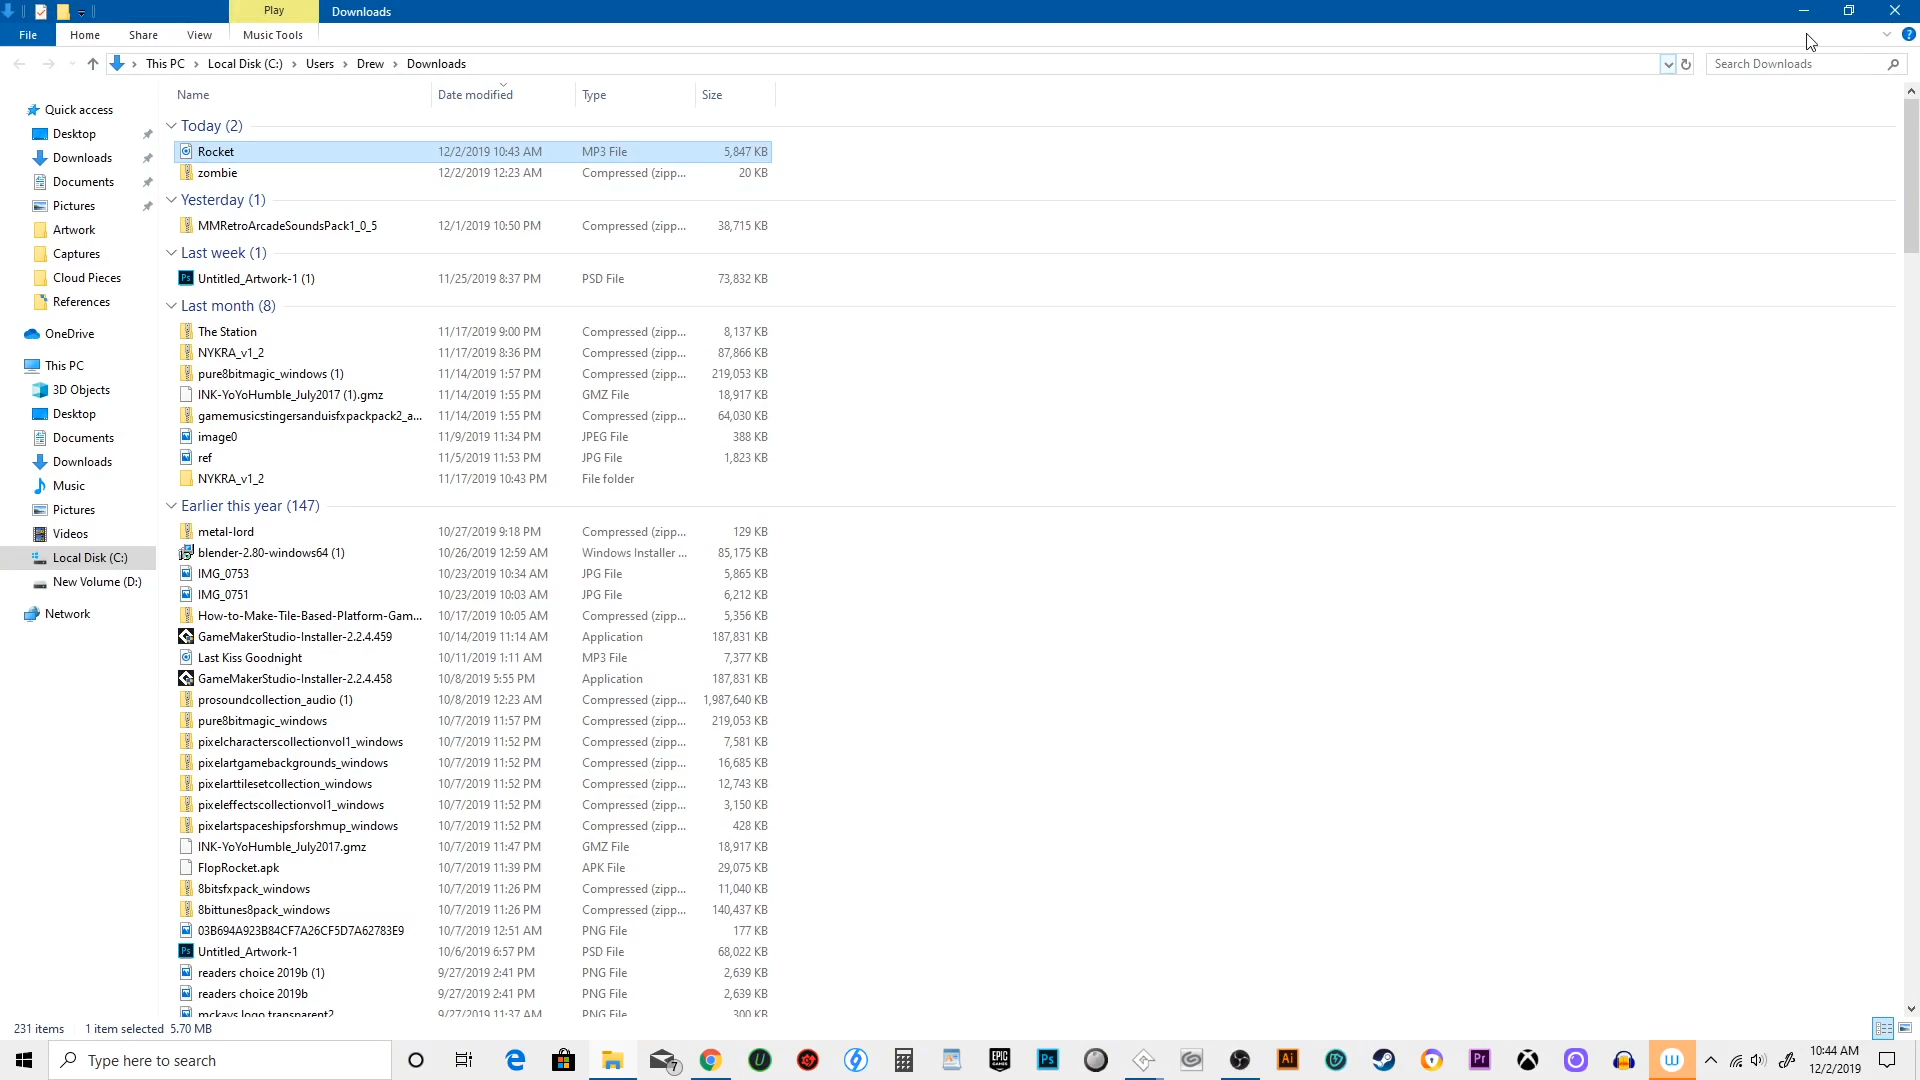 Play
Downloads
File
Home
Share
View
Music Tools
This PC
Local Disk (C:)
Users
Drew
Downloads
Search Downloads
Name
Date modified
Type
Size
Quick access
Desktop
Downloads
Documents
Pictures
Artwork
Captures
Cloud Pieces
References
OneDrive
This PC
3D Objects
Desktop
Documents
Downloads
Music
Pictures
Videos
Local Disk (C:)
New Volume (D:)
Network
Today (2)
Rocket 12/2/2019 10:43 AM MP3 File 5,847 KB
zombie 12/2/2019 12:23 AM Compressed (zipp... 20 KB
Yesterday (1)
MMRetroArcadeSoundsPack1_0_5 12/1/2019 10:50 PM Compressed (zipp... 38,715 KB
Last week (1)
Untitled_Artwork-1 (1) 11/25/2019 8:37 PM PSD File 73,832 KB
Last month (8)
The Station 11/17/2019 9:00 PM Compressed (zipp... 8,137 KB
NYKRA_v1_2 11/17/2019 8:36 PM Compressed (zipp... 87,866 KB
pure8bitmagic_windows (1) 11/14/2019 1:57 PM Compressed (zipp... 219,053 KB
INK-YoYoHumble_July2017 (1).gmz 11/14/2019 1:55 PM GMZ File 18,917 KB
gamemusicstingersanduisfxpackpack2_a... 11/14/2019 1:55 PM Compressed (zipp... 64,030 KB
image0 11/9/2019 11:34 PM JPEG File 388 KB
ref 11/5/2019 11:53 PM JPG File 1,823 KB
NYKRA_v1_2 11/17/2019 10:43 PM File folder
Earlier this year (147)
metal-lord 10/27/2019 9:18 PM Compressed (zipp... 129 KB
blender-2.80-windows64 (1) 10/26/2019 12:59 AM Windows Installer ... 85,175 KB
IMG_0753 10/23/2019 10:34 AM JPG File 5,865 KB
IMG_0751 10/23/2019 10:03 AM JPG File 6,212 KB
How-to-Make-Tile-Based-Platform-Gam... 10/17/2019 10:05 AM Compressed (zipp... 5,356 KB
GameMakerStudio-Installer-2.2.4.459 10/14/2019 11:14 AM Application 187,831 KB
Last Kiss Goodnight 10/11/2019 1:11 AM MP3 File 7,377 KB
GameMakerStudio-Installer-2.2.4.458 10/8/2019 5:55 PM Application 187,831 KB
prosoundcollection_audio (1) 10/8/2019 12:23 AM Compressed (zipp... 1,987,640 KB
pure8bitmagic_windows 10/7/2019 11:57 PM Compressed (zipp... 219,053 KB
pixelcharacterscollectionvol1_windows 10/7/2019 11:52 PM Compressed (zipp... 7,581 KB
pixelartgamebackgrounds_windows 10/7/2019 11:52 PM Compressed (zipp... 16,685 KB
pixelarttilesetcollection_windows 10/7/2019 11:52 PM Compressed (zipp... 12,743 KB
pixeleffectscollectionvol1_windows 10/7/2019 11:52 PM Compressed (zipp... 3,150 KB
pixelartspaceshipsforshmup_windows 10/7/2019 11:52 PM Compressed (zipp... 428 KB
INK-YoYoHumble_July2017.gmz 10/7/2019 11:47 PM GMZ File 18,917 KB
FlopRocket.apk 10/7/2019 11:39 PM APK File 29,075 KB
8bitsfxpack_windows 10/7/2019 11:26 PM Compressed (zipp... 11,040 KB
8bittunes8pack_windows 10/7/2019 11:26 PM Compressed (zipp... 140,437 KB
03B694A923B84CF7A26CF5D7A62783E9 10/7/2019 12:51 AM PNG File 177 KB
Untitled_Artwork-1 10/6/2019 6:57 PM PSD File 68,022 KB
readers choice 2019b (1) 9/27/2019 2:41 PM PNG File 2,639 KB
readers choice 2019b 9/27/2019 2:41 PM PNG File 2,639 KB
mckays logo transparent2 9/27/2019 11:37 AM PNG File 300 KB
231 items
1 item selected 5.70 MB
Type here to search
7
EPIC
GAMES
Ps
Ai
Pr
W
10:44 AM
12/2/2019